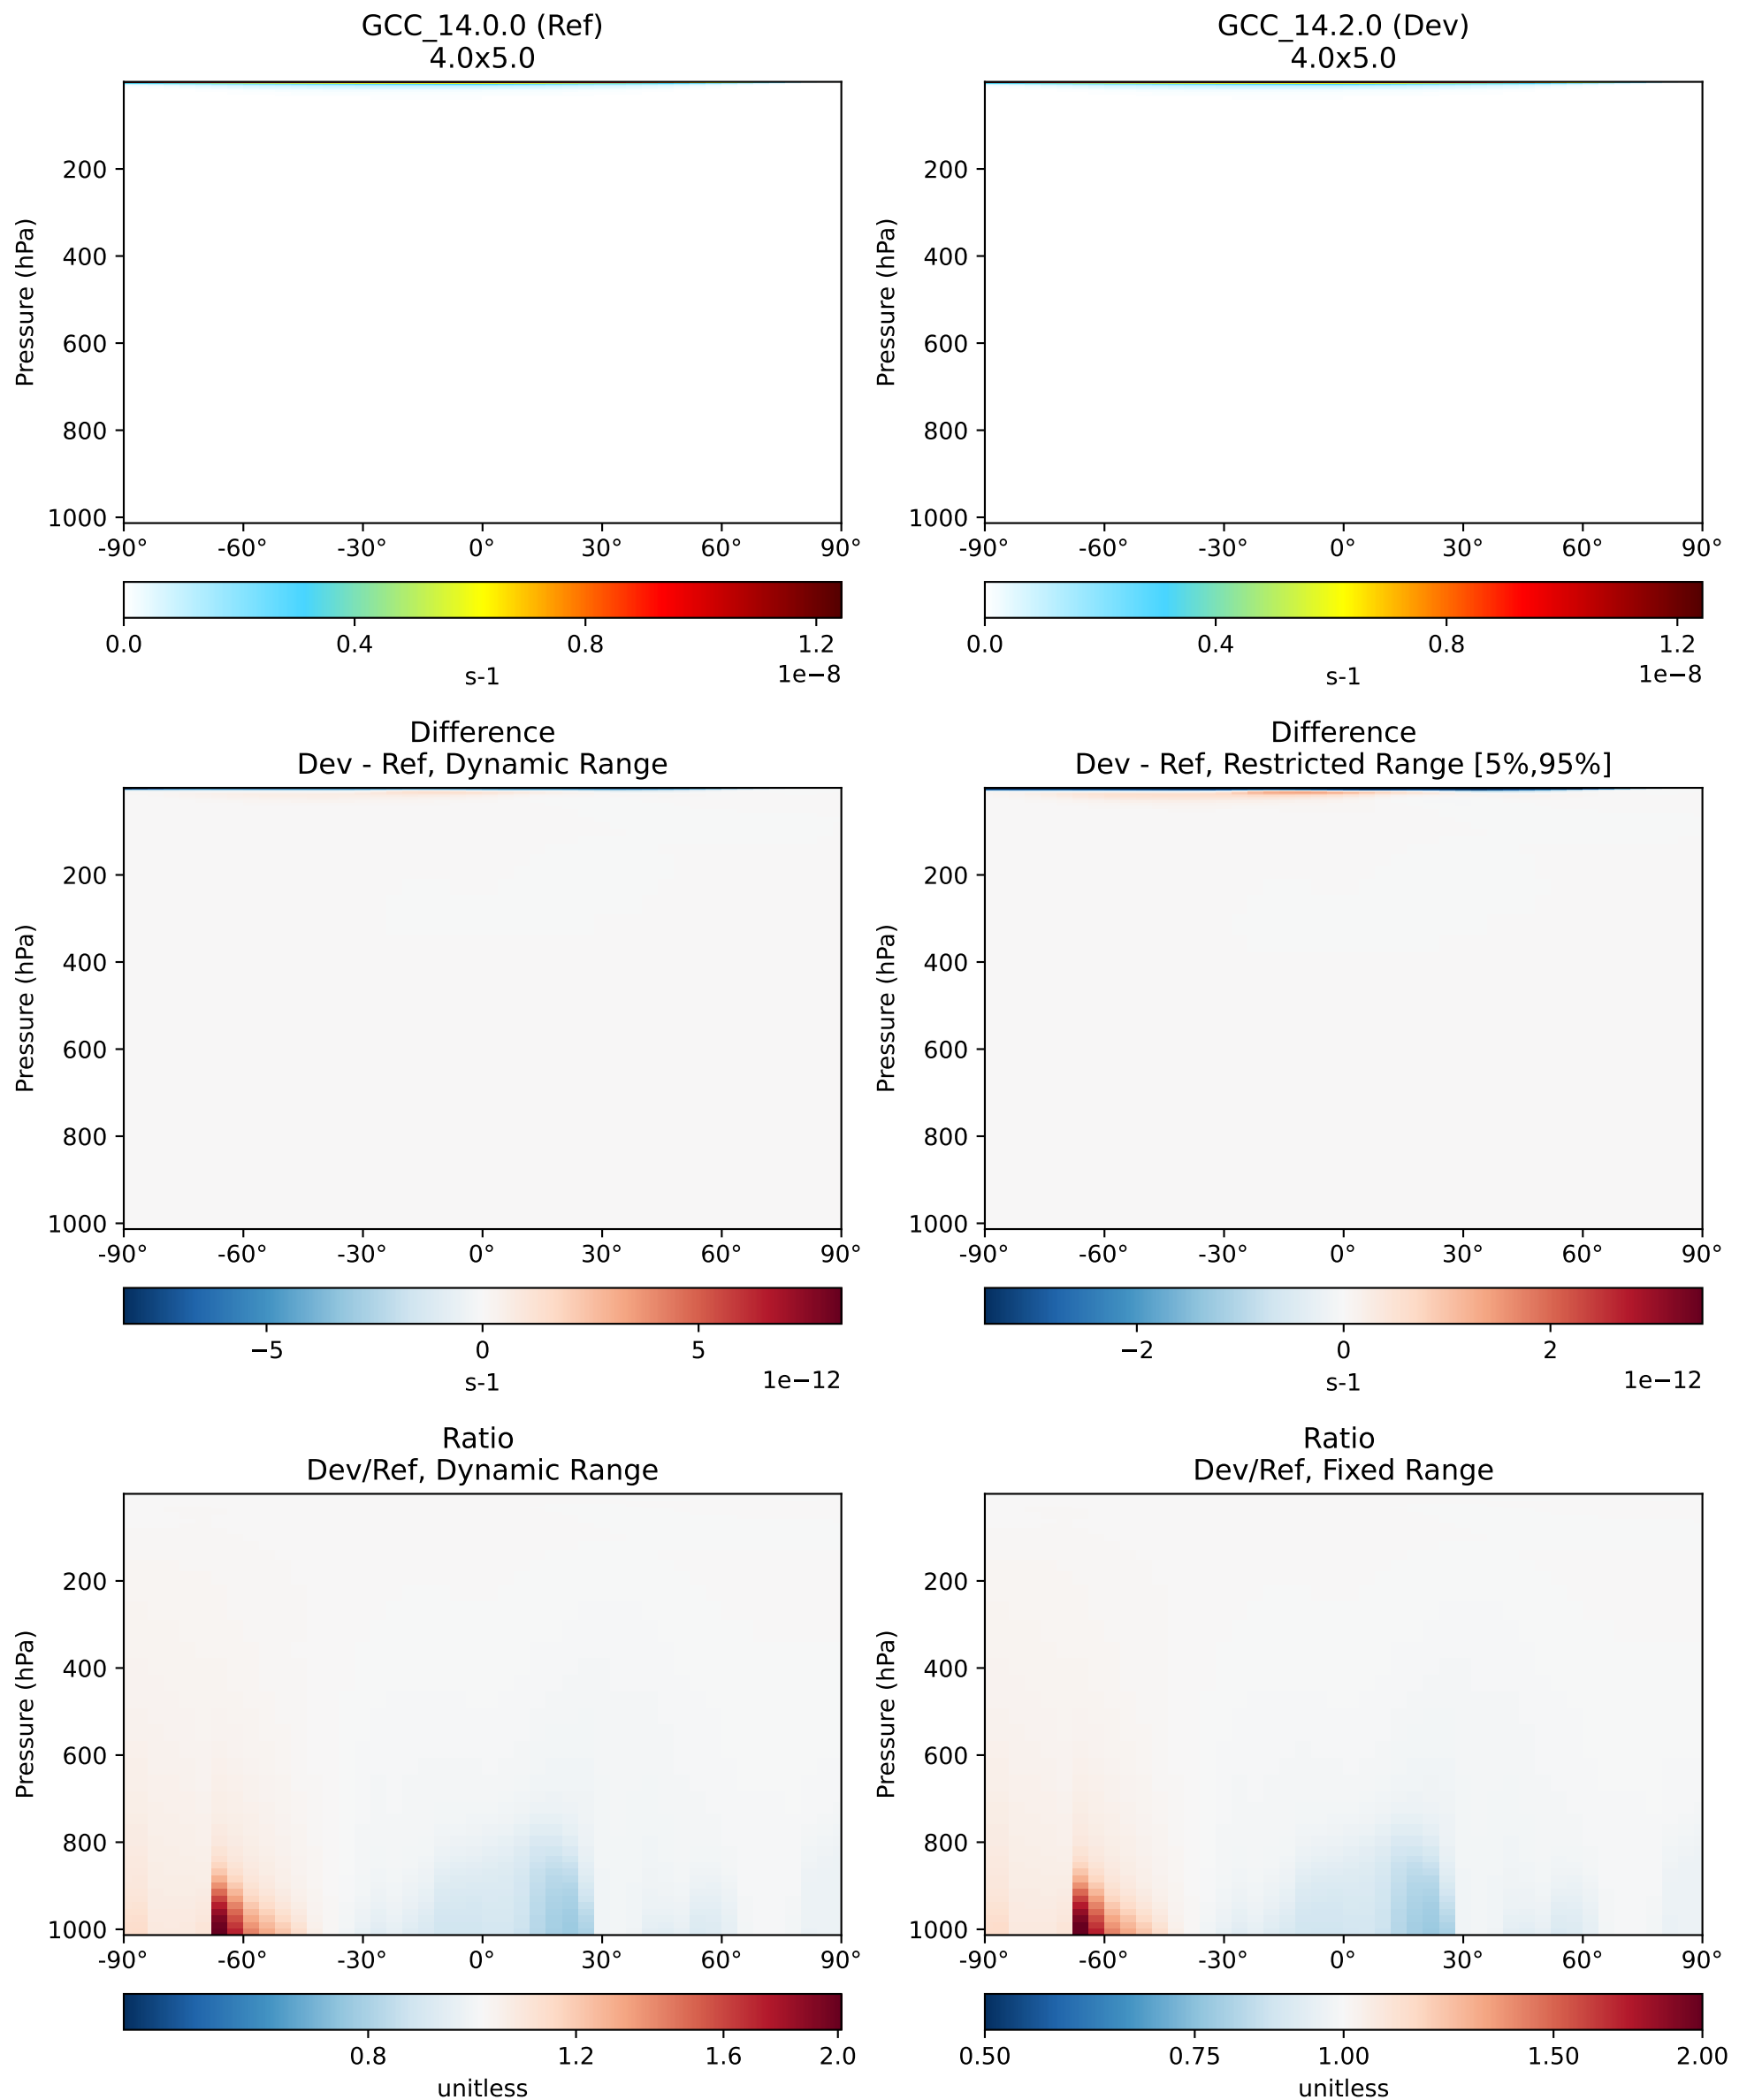 GCC_14.0.0 (Ref)
4.0x5.0
Pressure (hPa)
200
400
600
800
1000
-90° -60° -30° 0° 30° 60° 90°
0.0 0.4 0.8 1.2
s-1 1e−8
GCC_14.2.0 (Dev)
4.0x5.0
Pressure (hPa)
200
400
600
800
1000
-90° -60° -30° 0° 30° 60° 90°
0.0 0.4 0.8 1.2
s-1 1e−8
Difference
Dev - Ref, Dynamic Range
Pressure (hPa)
200
400
600
800
1000
-90° -60° -30° 0° 30° 60° 90°
−5 0 5
s-1 1e−12
Difference
Dev - Ref, Restricted Range [5%,95%]
Pressure (hPa)
200
400
600
800
1000
-90° -60° -30° 0° 30° 60° 90°
−2 0 2
s-1 1e−12
Ratio
Dev/Ref, Dynamic Range
Pressure (hPa)
200
400
600
800
1000
-90° -60° -30° 0° 30° 60° 90°
0.8 1.2 1.6 2.0
unitless
Ratio
Dev/Ref, Fixed Range
Pressure (hPa)
200
400
600
800
1000
-90° -60° -30° 0° 30° 60° 90°
0.50 0.75 1.00 1.50 2.00
unitless